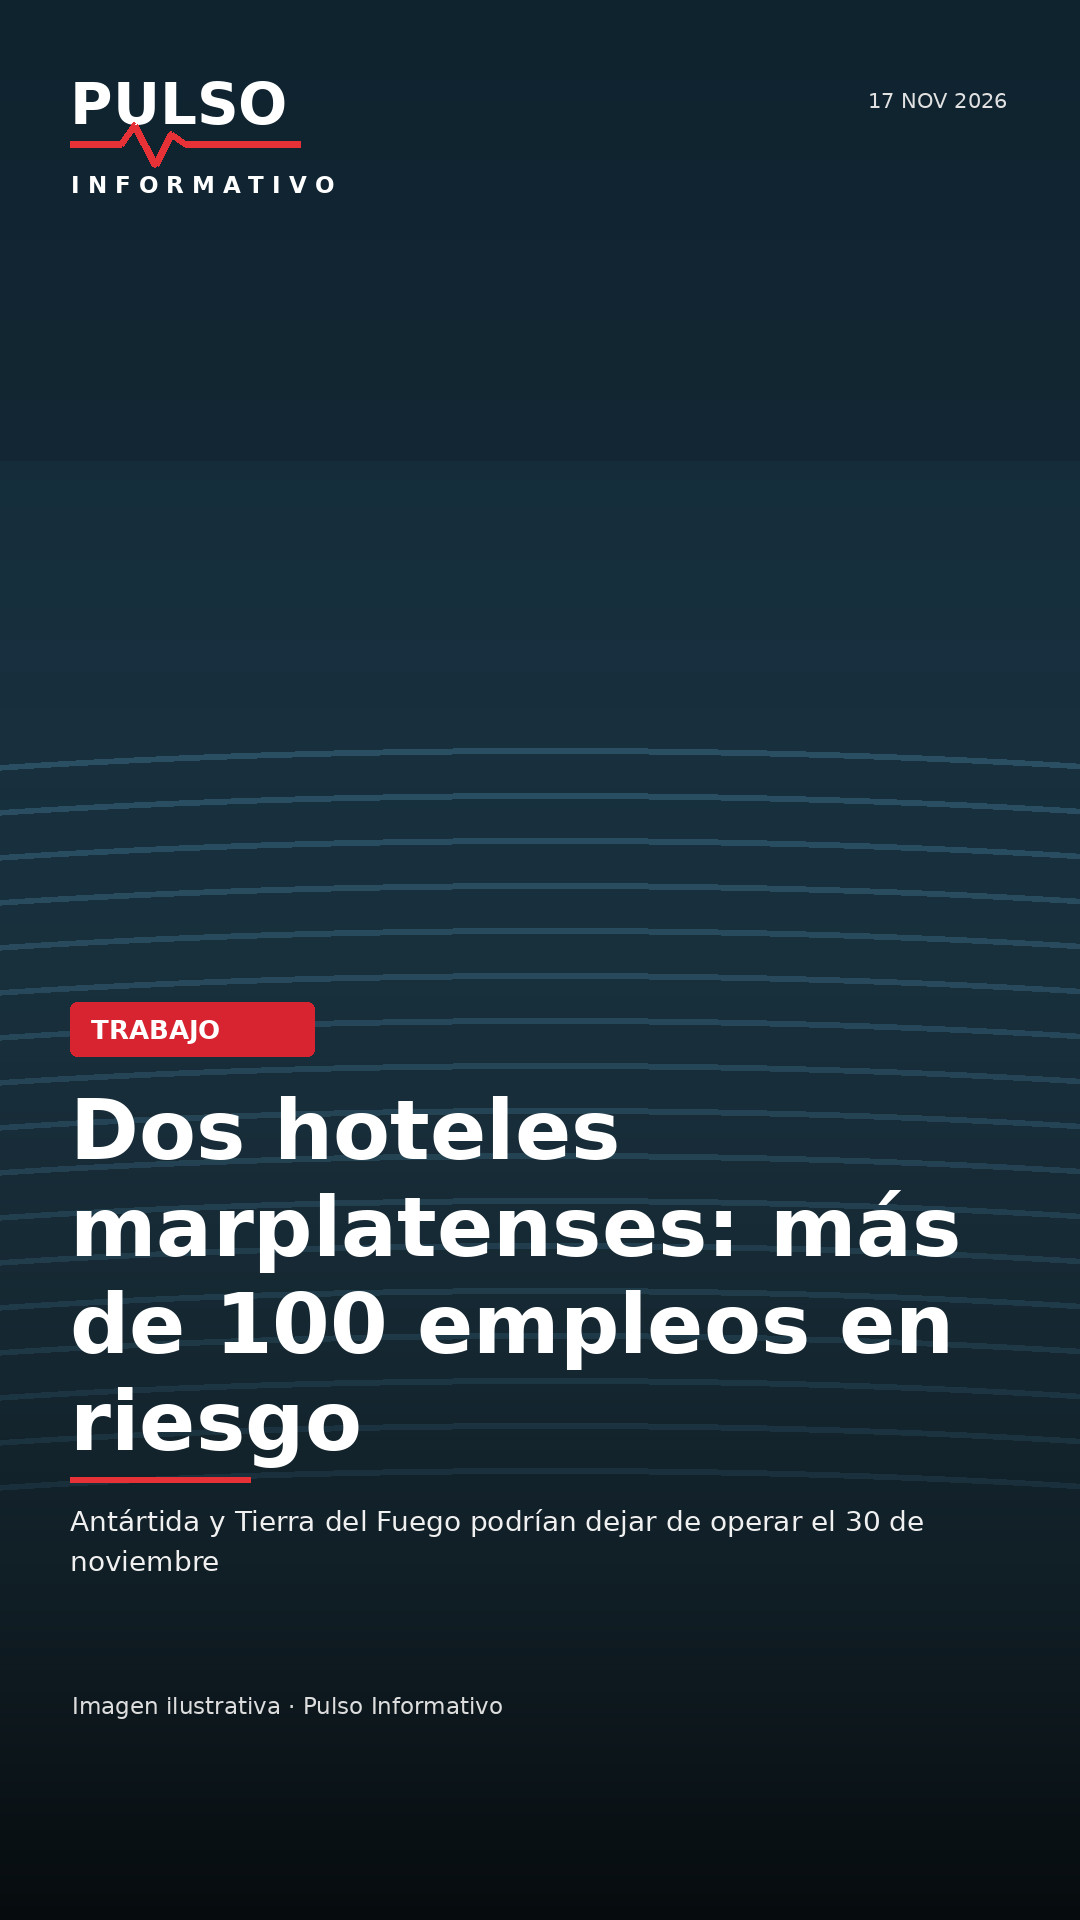 PULSO
INFORMATIVO
17 NOV 2026
TRABAJO
Dos hoteles
marplatenses: más
de 100 empleos en
riesgo
Antártida y Tierra del Fuego podrían dejar de operar el 30 de
noviembre
Imagen ilustrativa · Pulso Informativo